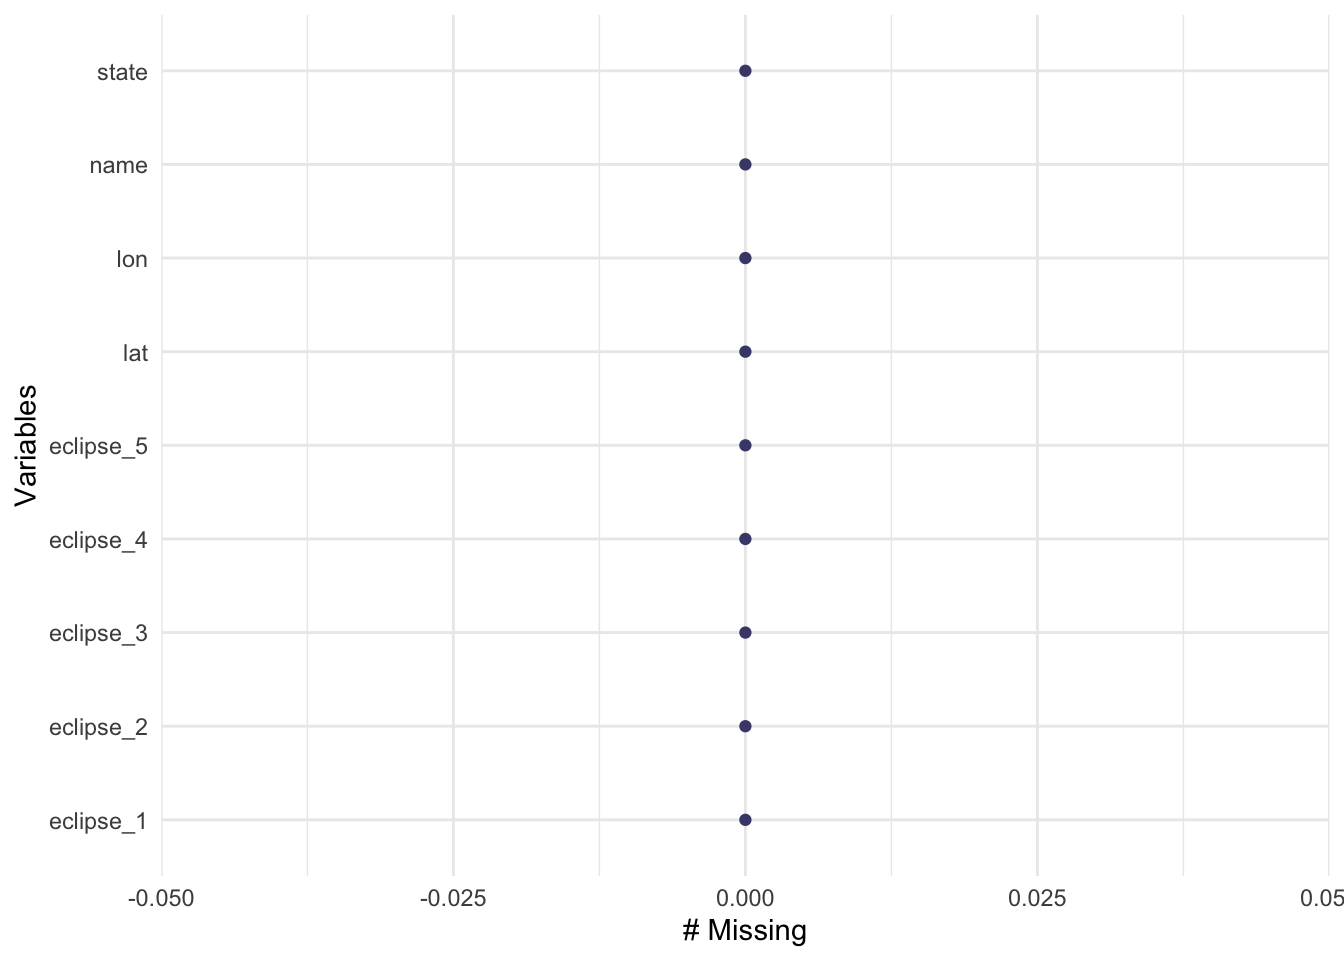 state
name
lon
lat
eclipse_5
eclipse_4
eclipse_3
eclipse_2
eclipse_1
Variables
-0.050
-0.025
0.000
0.025
0.05
# Missing